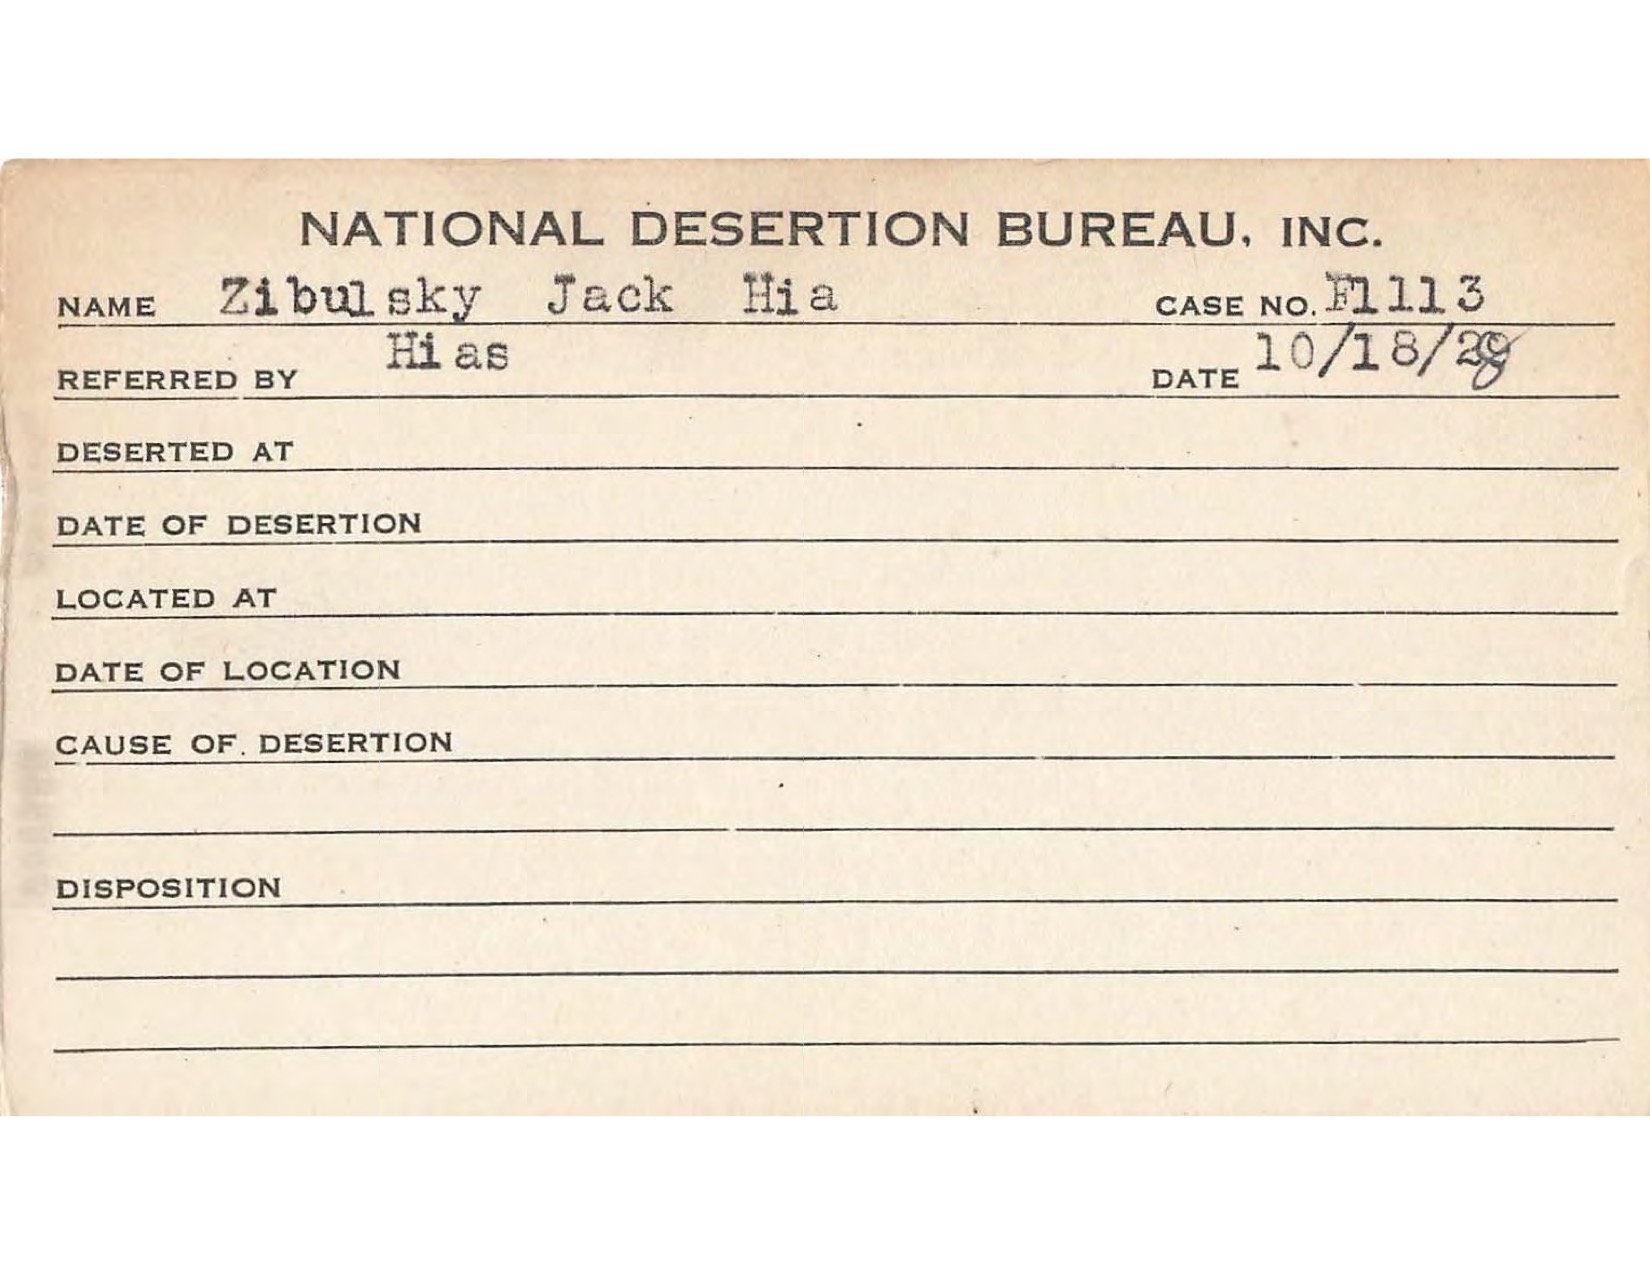 NATIONAL DESERTION BUREAU, INC.
NAME Zibulsky Jack Hia CASE NO. F1113
REFERRED BY Hias DATE 10/18/28
DESERTED AT
DATE OF DESERTION
LOCATED AT
DATE OF LOCATION
CAUSE OF DESERTION
DISPOSITION